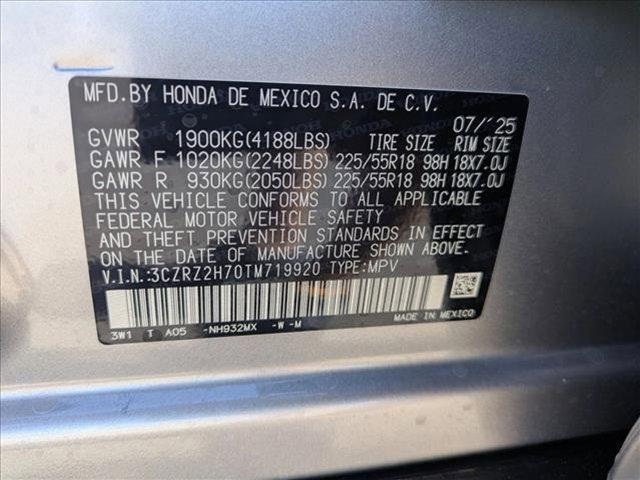 MFD.BY HONDA DE MEXICO S.A. DE C.V.
07/'25
GVWR 1900KG(4188LBS) TIRE SIZE RIM SIZE
GAWR F 1020KG(2248LBS) 225/55R18 98H 18X7.0J
GAWR R 930KG(2050LBS) 225/55R18 98H 18X7.0J
THIS VEHICLE CONFORMS TO ALL APPLICABLE
FEDERAL MOTOR VEHICLE SAFETY
AND THEFT PREVENTION STANDARDS IN EFFECT
ON THE DATE OF MANUFACTURE SHOWN ABOVE.
V.I.N.:3CZRZ2H70TM719920 TYPE:MPV
MADE IN MEXICO
3W1 T A05 -NH932MX -W -M